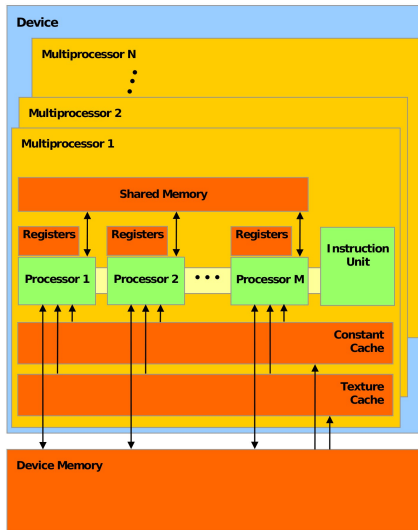 Device
Multiprocessor N
Multiprocessor 2
Multiprocessor 1
Shared Memory
Registers
Registers
Registers
Processor 1
Processor 2
Processor M
Instruction
Unit
Constant
Cache
Texture
Cache
Device Memory